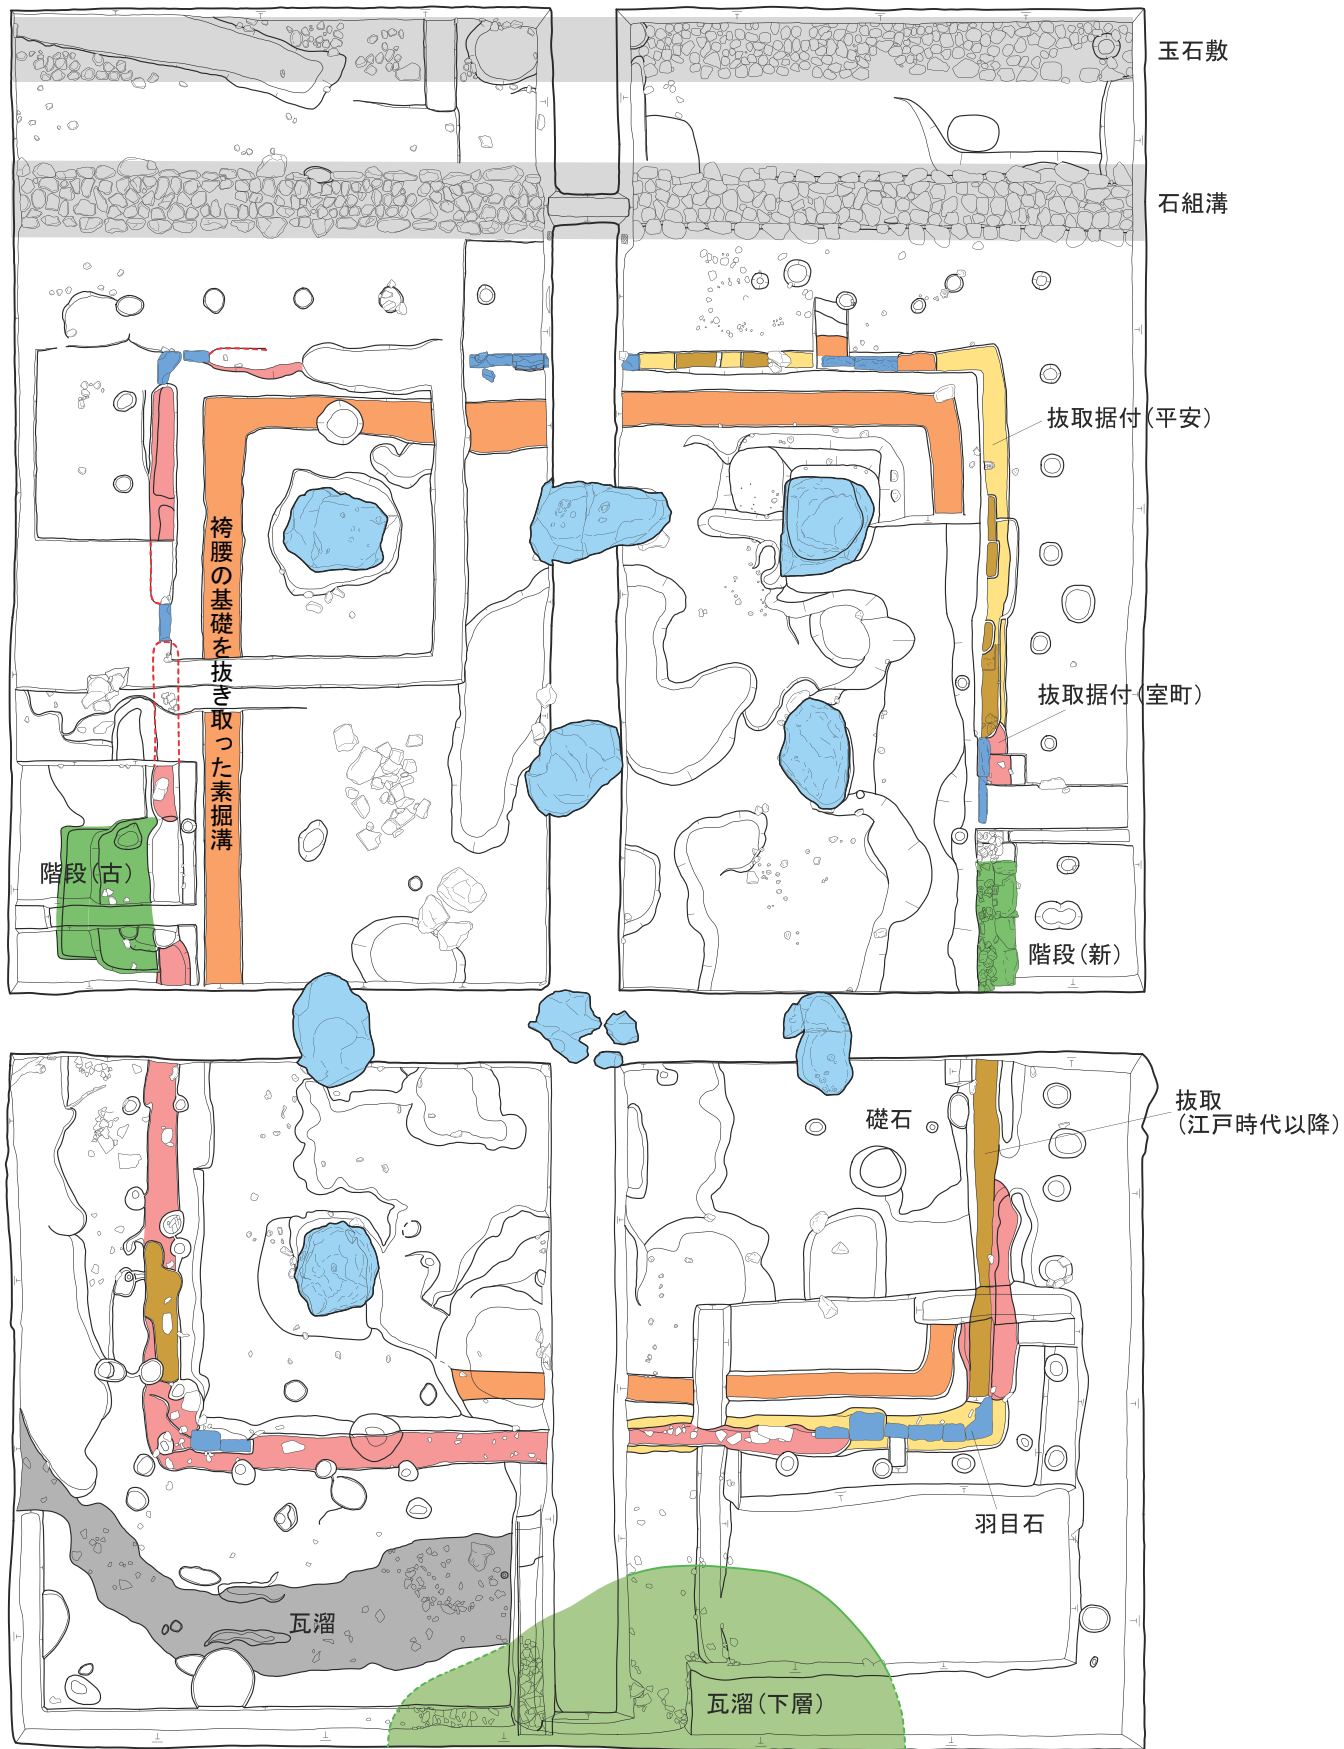 玉石敷
石組溝
抜取据付(平安)
袴腰の基礎を抜き取った素掘溝
抜取据付(室町)
階段(古)
階段(新)
抜取
(江戸時代以降)
礎石
羽目石
瓦溜
瓦溜(下層)